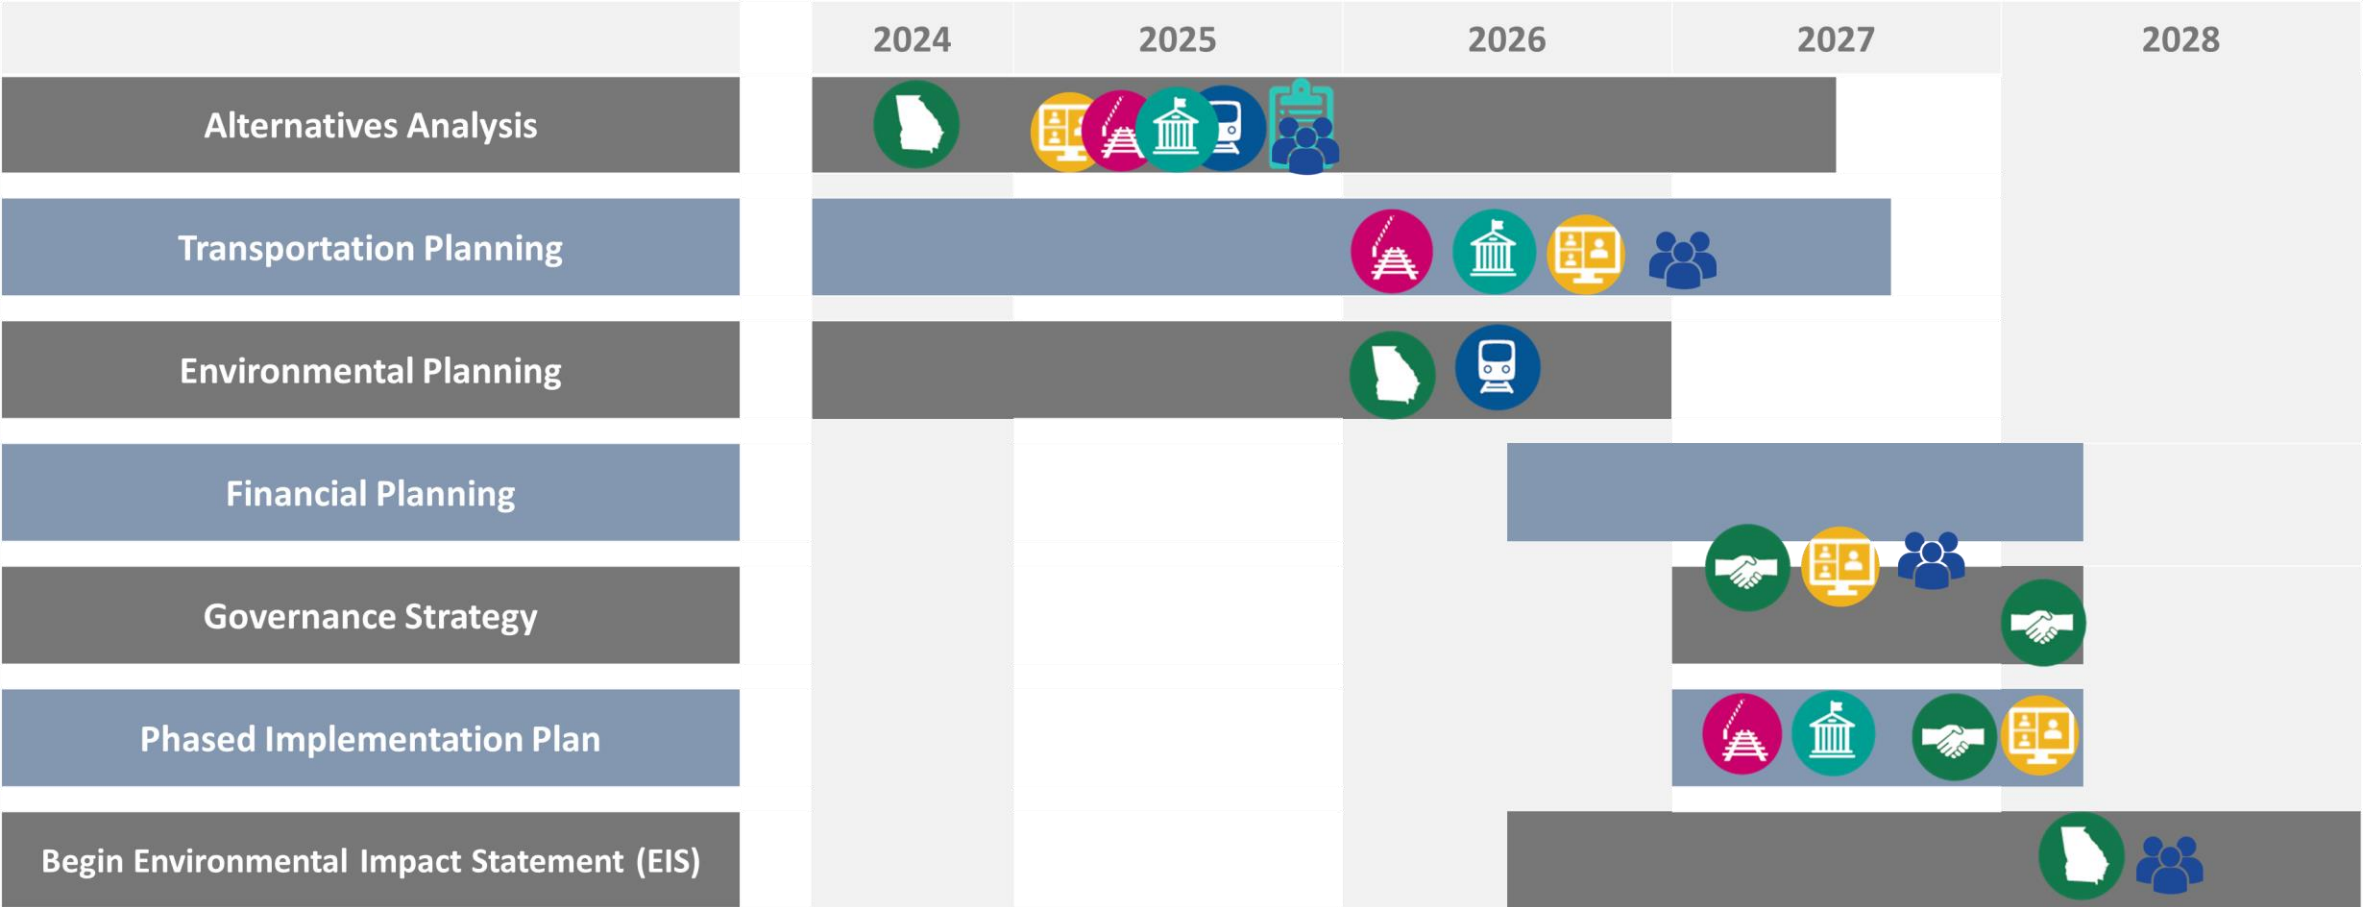 2024 2025 2026 2027 2028
Alternatives Analysis
Transportation Planning
Environmental Planning
Financial Planning
Governance Strategy
Phased Implementation Plan
Begin Environmental Impact Statement (EIS)